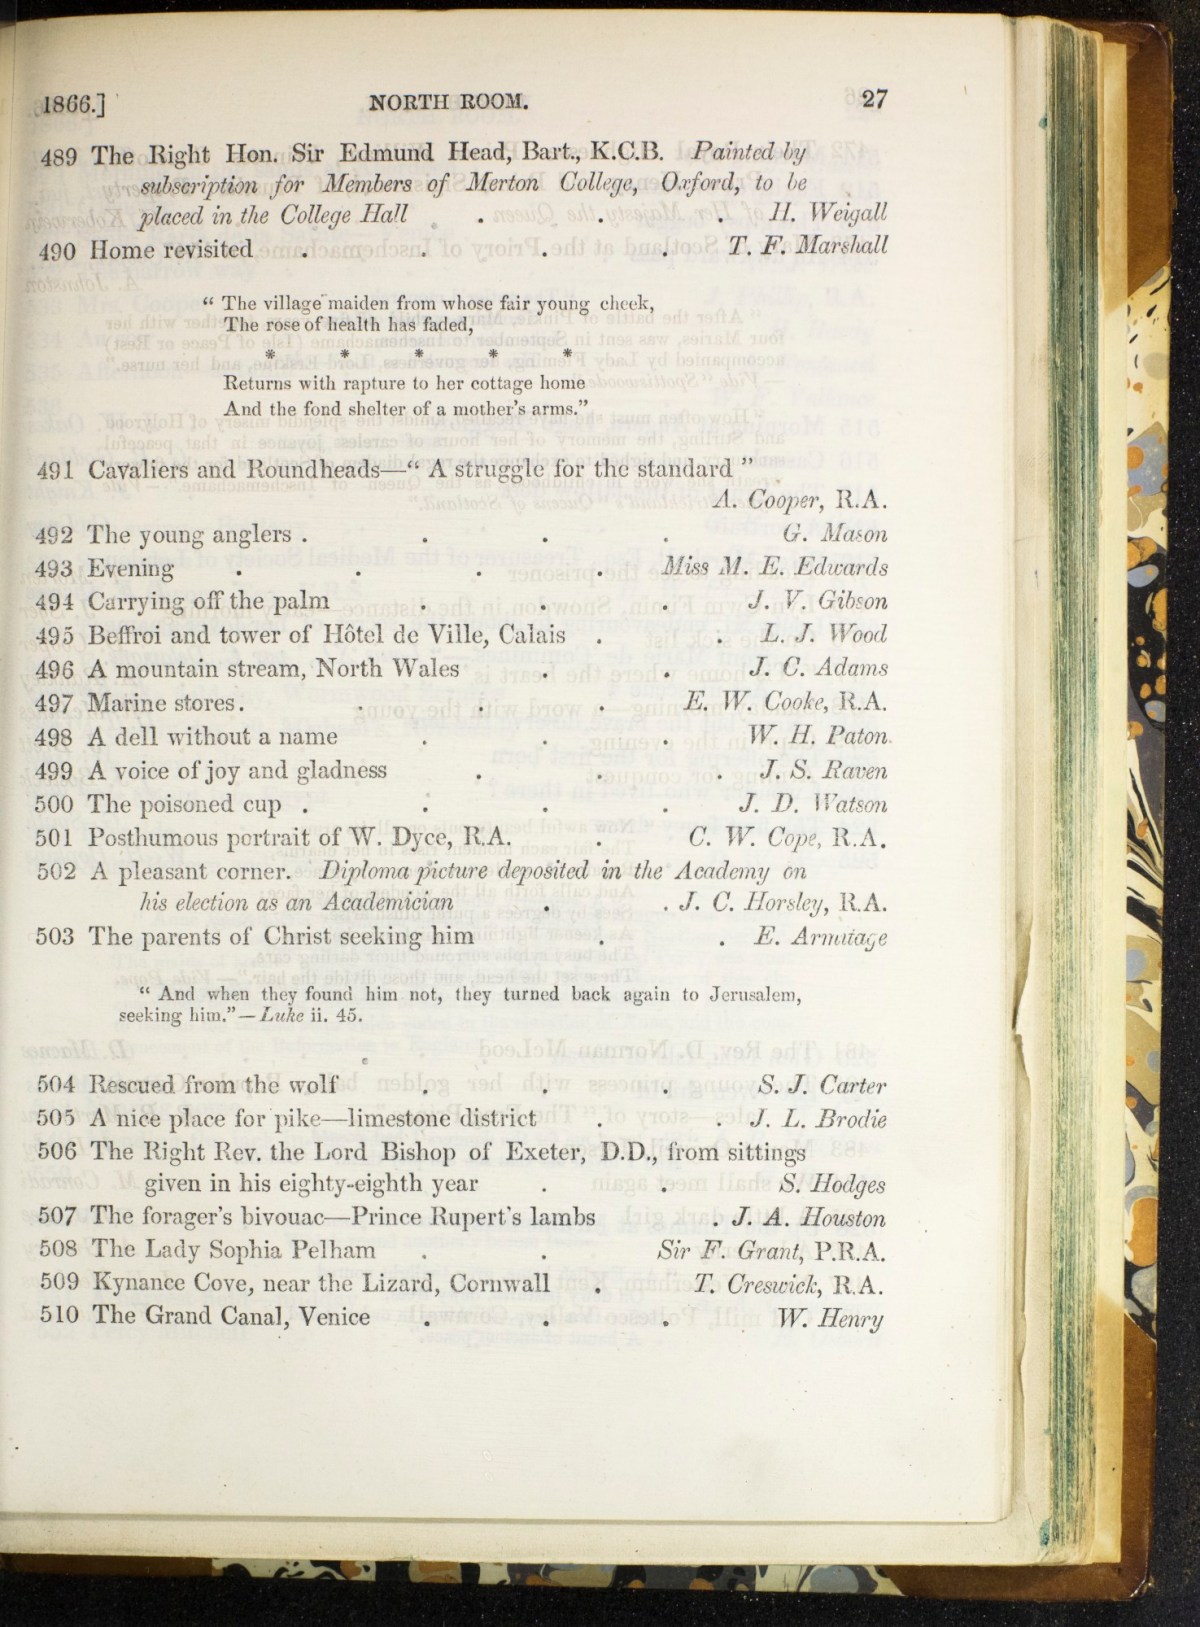 1866.] NORTH ROOM. 27
489 The Right Hon. Sir Edmund Head, Bart., K.C.B. Painted by
subscription for Members of Merton College, Oxford, to be
placed in the College Hall . . . H. Weigall
490 Home revisited . . . . T. F. Marshall
“ The village maiden from whose fair young cheek,
The rose of health has faded,
* * * * *
Returns with rapture to her cottage home
And the fond shelter of a mother’s arms.”
491 Cavaliers and Roundheads—“ A struggle for the standard ”
A. Cooper, R.A.
492 The young anglers . . . . G. Mason
493 Evening . . . . Miss M. E. Edwards
494 Carrying off the palm . . . J. V. Gibson
495 Beffroi and tower of Hôtel de Ville, Calais . . L. J. Wood
496 A mountain stream, North Wales . . J. C. Adams
497 Marine stores. . . . E. W. Cooke, R.A.
498 A dell without a name . . . W. H. Paton.
499 A voice of joy and gladness . . . J. S. Raven
500 The poisoned cup . . . . J. D. Watson
501 Posthumous portrait of W. Dyce, R.A. . C. W. Cope, R.A.
502 A pleasant corner. Diploma picture deposited in the Academy on
his election as an Academician . . J. C. Horsley, R.A.
503 The parents of Christ seeking him . . E. Armitage
“ And when they found him not, they turned back again to Jerusalem,
seeking him.”—Luke ii. 45.
504 Rescued from the wolf . . . S. J. Carter
505 A nice place for pike—limestone district . . J. L. Brodie
506 The Right Rev. the Lord Bishop of Exeter, D.D., from sittings
given in his eighty-eighth year . . S. Hodges
507 The forager’s bivouac—Prince Rupert’s lambs . J. A. Houston
508 The Lady Sophia Pelham . . Sir F. Grant, P.R.A.
509 Kynance Cove, near the Lizard, Cornwall . T. Creswick, R.A.
510 The Grand Canal, Venice . . . W. Henry